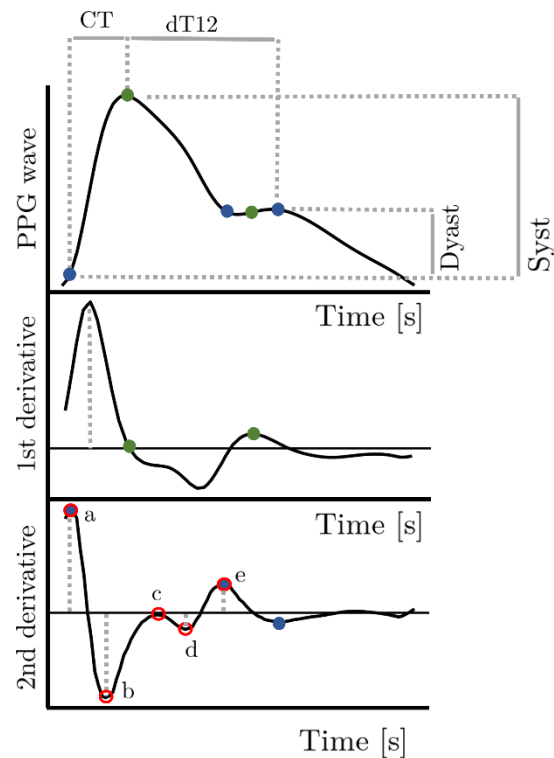 CT
dT12
PPG wave
Dyast
Syst
Time [s]
1st derivative
Time [s]
2nd derivative
a
b
c
d
e
Time [s]